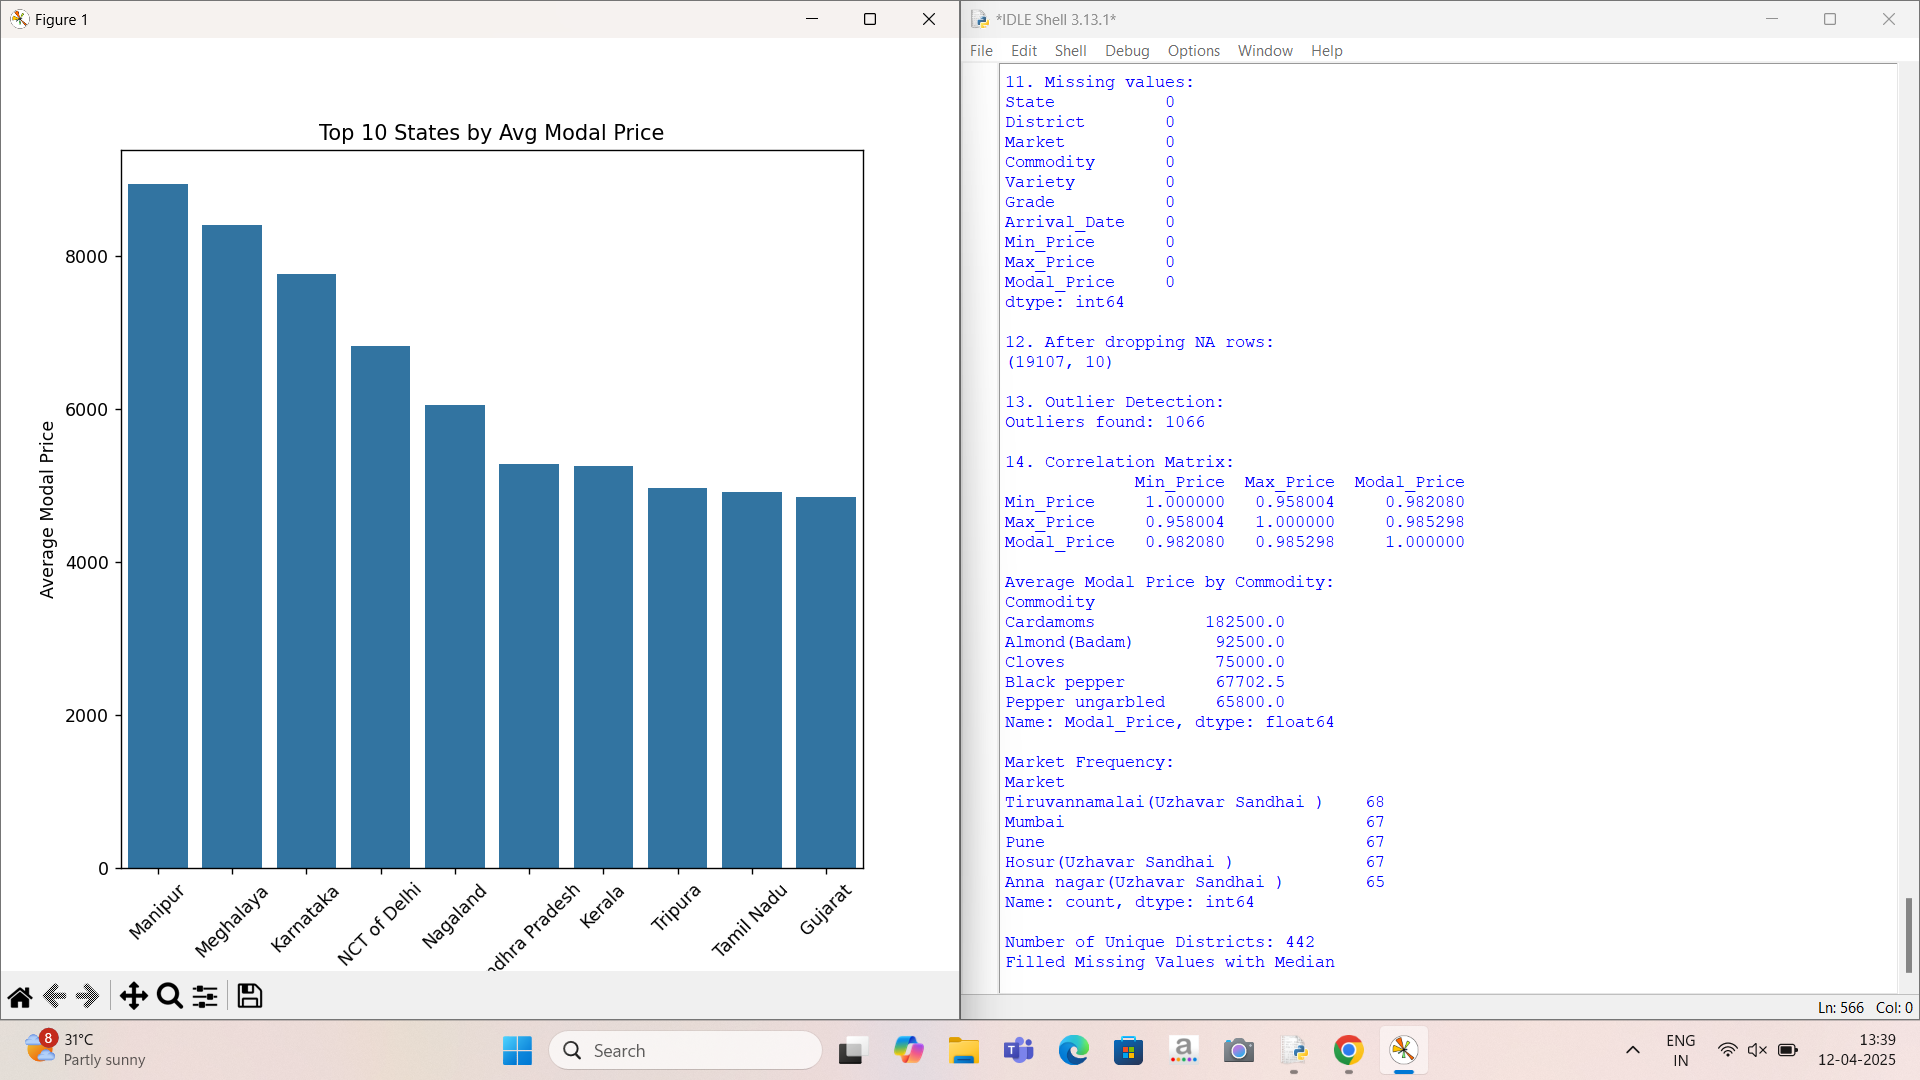 Figure 1
Top 10 States by Avg Modal Price
Average Modal Price
8000
6000
4000
2000
0
Manipur
Meghalaya
Karnataka
NCT of Delhi
Nagaland
dhra Pradesh
Kerala
Tripura
Tamil Nadu
Gujarat
*IDLE Shell 3.13.1*
File Edit Shell Debug Options Window Help
11. Missing values:
State 0
District 0
Market 0
Commodity 0
Variety 0
Grade 0
Arrival_Date 0
Min_Price 0
Max_Price 0
Modal_Price 0
dtype: int64
12. After dropping NA rows:
(19107, 10)
13. Outlier Detection:
Outliers found: 1066
14. Correlation Matrix:
Min_Price Max_Price Modal_Price
Min_Price 1.000000 0.958004 0.982080
Max_Price 0.958004 1.000000 0.985298
Modal_Price 0.982080 0.985298 1.000000
Average Modal Price by Commodity:
Commodity
Cardamoms 182500.0
Almond(Badam) 92500.0
Cloves 75000.0
Black pepper 67702.5
Pepper ungarbled 65800.0
Name: Modal_Price, dtype: float64
Market Frequency:
Market
Tiruvannamalai(Uzhavar Sandhai ) 68
Mumbai 67
Pune 67
Hosur(Uzhavar Sandhai ) 67
Anna nagar(Uzhavar Sandhai ) 65
Name: count, dtype: int64
Number of Unique Districts: 442
Filled Missing Values with Median
Ln: 566 Col: 0
8
31°C
Partly sunny
Search
a
ENG
IN
13:39
12-04-2025